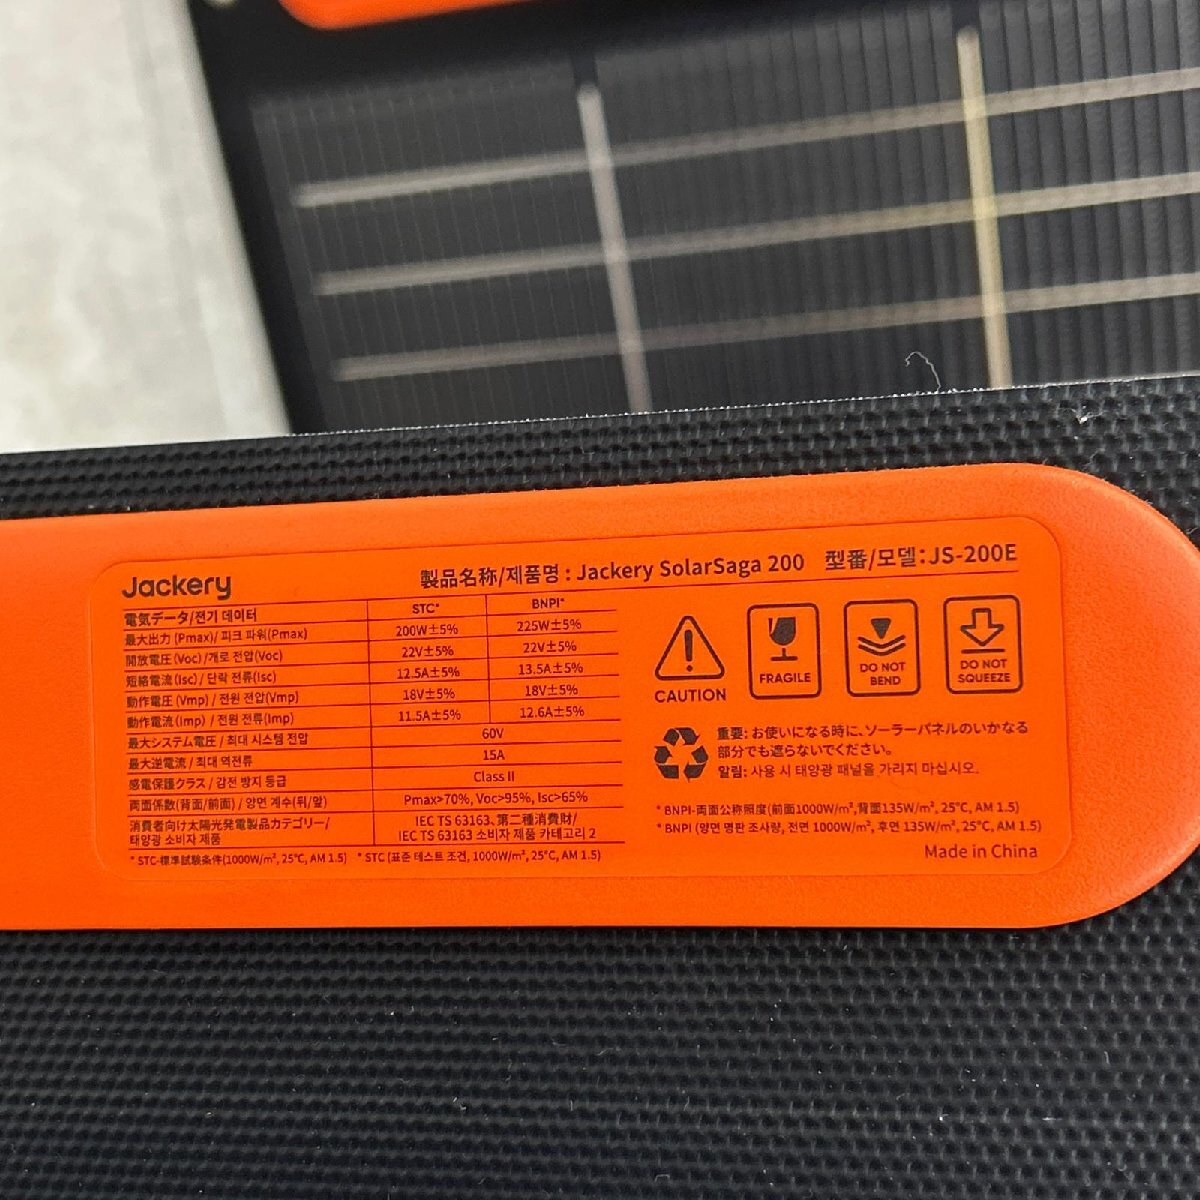 Jackery
製品名称/제품명 : Jackery SolarSaga 200 型番/모델:JS-200E
電気データ/전기 데이터 STC* BNPI*
最大出力 (Pmax)/ 피크 파워(Pmax) 200W±5% 225W±5%
開放電圧 (Voc) /개로 전압(Voc) 22V±5% 22V±5%
短絡電流 (Isc) / 단락 전류(Isc) 12.5A±5% 13.5A±5%
動作電圧 (Vmp) / 전원 전압(Vmp) 18V±5% 18V±5%
動作電流 (Imp) / 전원 전류(Imp) 11.5A±5% 12.6A±5%
最大システム電圧 / 최대 시스템 전압 60V
最大逆電流 / 최대 역전류 15A
感電保護クラス / 감전 방지 등급 Class II
両面係数(背面/前面) / 양면 계수(뒤/앞) Pmax>70%, Voc>95%, Isc>65%
消費者向け太陽光発電製品カテゴリー/
태양광 소비자 제품
IEC TS 63163, 第二種消費財/
IEC TS 63163 소비자 제품 카테고리 2
* STC-標準試験条件(1000W/m², 25°C, AM 1.5) * STC (표준 테스트 조건, 1000W/m², 25°C, AM 1.5)
CAUTION
FRAGILE
DO NOT
BEND
DO NOT
SQUEEZE
重要: お使いになる時に、ソーラーパネルのいかなる
部分でも遮らないでください。
알림: 사용 시 태양광 패널을 가리지 마십시오.
* BNPI-両面公称照度(前面1000W/m²,背面135W/m², 25°C, AM 1.5)
* BNPI (양면 명판 조사량, 전면 1000W/m², 후면 135W/m², 25°C, AM 1.5)
Made in China